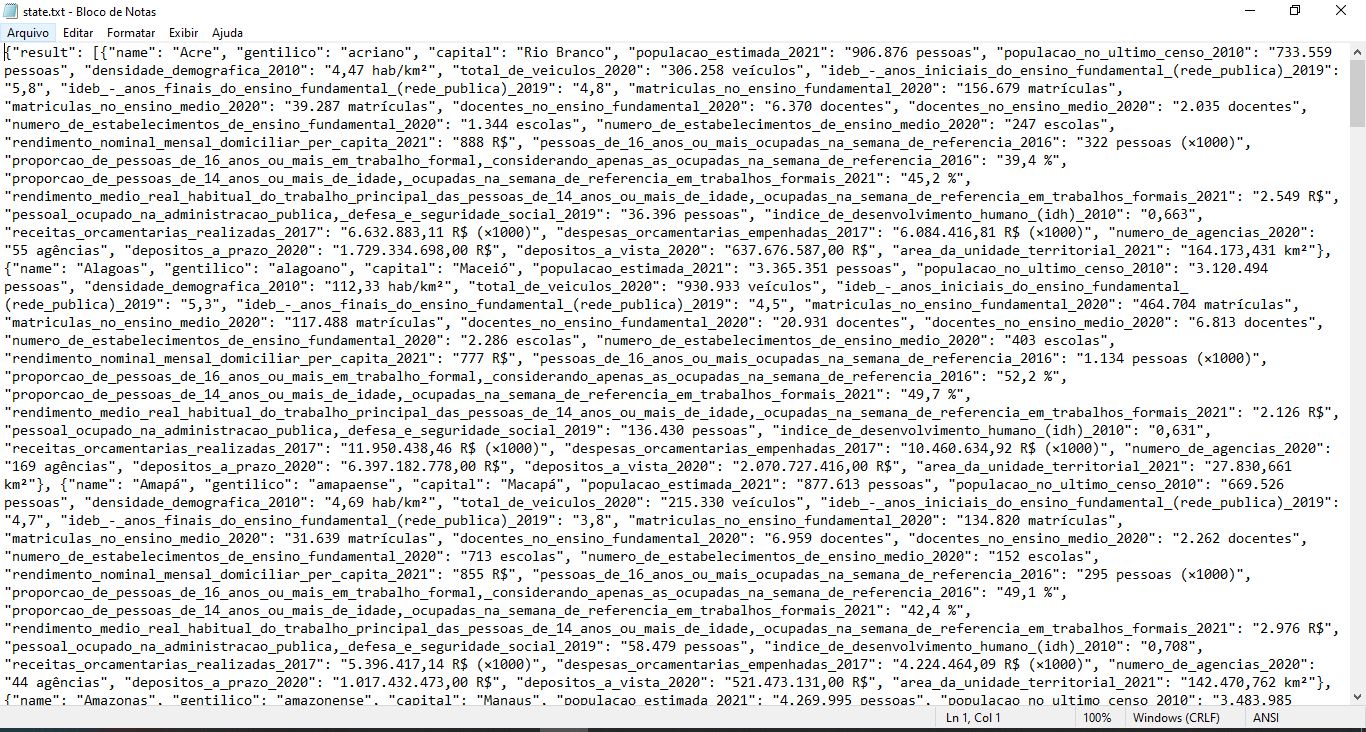 state.txt - Bloco de Notas
Arquivo Editar Formatar Exibir Ajuda
{"result": [{"name": "Acre", "gentilico": "acriano", "capital": "Rio Branco", "populacao_estimada_2021": "906.876 pessoas", "populacao_no_ultimo_censo_2010": "733.559
pessoas", "densidade_demografica_2010": "4,47 hab/km²", "total_de_veiculos_2020": "306.258 veículos", "ideb_-_anos_iniciais_do_ensino_fundamental_(rede_publica)_2019":
"5,8", "ideb_-_anos_finais_do_ensino_fundamental_(rede_publica)_2019": "4,8", "matriculas_no_ensino_fundamental_2020": "156.679 matrículas",
"matriculas_no_ensino_medio_2020": "39.287 matrículas", "docentes_no_ensino_fundamental_2020": "6.370 docentes", "docentes_no_ensino_medio_2020": "2.035 docentes",
"numero_de_estabelecimentos_de_ensino_fundamental_2020": "1.344 escolas", "numero_de_estabelecimentos_de_ensino_medio_2020": "247 escolas",
"rendimento_nominal_mensal_domiciliar_per_capita_2021": "888 R$", "pessoas_de_16_anos_ou_mais_ocupadas_na_semana_de_referencia_2016": "322 pessoas (×1000)",
"proporcao_de_pessoas_de_16_anos_ou_mais_em_trabalho_formal,_considerando_apenas_as_ocupadas_na_semana_de_referencia_2016": "39,4 %",
"proporcao_de_pessoas_de_14_anos_ou_mais_de_idade,_ocupadas_na_semana_de_referencia_em_trabalhos_formais_2021": "45,2 %",
"rendimento_medio_real_habitual_do_trabalho_principal_das_pessoas_de_14_anos_ou_mais_de_idade,_ocupadas_na_semana_de_referencia_em_trabalhos_formais_2021": "2.549 R$",
"pessoal_ocupado_na_administracao_publica,_defesa_e_seguridade_social_2019": "36.396 pessoas", "indice_de_desenvolvimento_humano_(idh)_2010": "0,663",
"receitas_orcamentarias_realizadas_2017": "6.632.883,11 R$ (×1000)", "despesas_orcamentarias_empenhadas_2017": "6.084.416,81 R$ (×1000)", "numero_de_agencias_2020":
"55 agências", "depositos_a_prazo_2020": "1.729.334.698,00 R$", "depositos_a_vista_2020": "637.676.587,00 R$", "area_da_unidade_territorial_2021": "164.173,431 km²"},
{"name": "Alagoas", "gentilico": "alagoano", "capital": "Maceió", "populacao_estimada_2021": "3.365.351 pessoas", "populacao_no_ultimo_censo_2010": "3.120.494
pessoas", "densidade_demografica_2010": "112,33 hab/km²", "total_de_veiculos_2020": "930.933 veículos", "ideb_-_anos_iniciais_do_ensino_fundamental_
(rede_publica)_2019": "5,3", "ideb_-_anos_finais_do_ensino_fundamental_(rede_publica)_2019": "4,5", "matriculas_no_ensino_fundamental_2020": "464.704 matrículas",
"matriculas_no_ensino_medio_2020": "117.488 matrículas", "docentes_no_ensino_fundamental_2020": "20.931 docentes", "docentes_no_ensino_medio_2020": "6.813 docentes",
"numero_de_estabelecimentos_de_ensino_fundamental_2020": "2.286 escolas", "numero_de_estabelecimentos_de_ensino_medio_2020": "403 escolas",
"rendimento_nominal_mensal_domiciliar_per_capita_2021": "777 R$", "pessoas_de_16_anos_ou_mais_ocupadas_na_semana_de_referencia_2016": "1.134 pessoas (×1000)",
"proporcao_de_pessoas_de_16_anos_ou_mais_em_trabalho_formal,_considerando_apenas_as_ocupadas_na_semana_de_referencia_2016": "52,2 %",
"proporcao_de_pessoas_de_14_anos_ou_mais_de_idade,_ocupadas_na_semana_de_referencia_em_trabalhos_formais_2021": "49,7 %",
"rendimento_medio_real_habitual_do_trabalho_principal_das_pessoas_de_14_anos_ou_mais_de_idade,_ocupadas_na_semana_de_referencia_em_trabalhos_formais_2021": "2.126 R$",
"pessoal_ocupado_na_administracao_publica,_defesa_e_seguridade_social_2019": "136.430 pessoas", "indice_de_desenvolvimento_humano_(idh)_2010": "0,631",
"receitas_orcamentarias_realizadas_2017": "11.950.438,46 R$ (×1000)", "despesas_orcamentarias_empenhadas_2017": "10.460.634,92 R$ (×1000)", "numero_de_agencias_2020":
"169 agências", "depositos_a_prazo_2020": "6.397.182.778,00 R$", "depositos_a_vista_2020": "2.070.727.416,00 R$", "area_da_unidade_territorial_2021": "27.830,661
km²"}, {"name": "Amapá", "gentilico": "amapaense", "capital": "Macapá", "populacao_estimada_2021": "877.613 pessoas", "populacao_no_ultimo_censo_2010": "669.526
pessoas", "densidade_demografica_2010": "4,69 hab/km²", "total_de_veiculos_2020": "215.330 veículos", "ideb_-_anos_iniciais_do_ensino_fundamental_(rede_publica)_2019":
"4,7", "ideb_-_anos_finais_do_ensino_fundamental_(rede_publica)_2019": "3,8", "matriculas_no_ensino_fundamental_2020": "134.820 matrículas",
"matriculas_no_ensino_medio_2020": "31.639 matrículas", "docentes_no_ensino_fundamental_2020": "6.959 docentes", "docentes_no_ensino_medio_2020": "2.262 docentes",
"numero_de_estabelecimentos_de_ensino_fundamental_2020": "713 escolas", "numero_de_estabelecimentos_de_ensino_medio_2020": "152 escolas",
"rendimento_nominal_mensal_domiciliar_per_capita_2021": "855 R$", "pessoas_de_16_anos_ou_mais_ocupadas_na_semana_de_referencia_2016": "295 pessoas (×1000)",
"proporcao_de_pessoas_de_16_anos_ou_mais_em_trabalho_formal,_considerando_apenas_as_ocupadas_na_semana_de_referencia_2016": "49,1 %",
"proporcao_de_pessoas_de_14_anos_ou_mais_de_idade,_ocupadas_na_semana_de_referencia_em_trabalhos_formais_2021": "42,4 %",
"rendimento_medio_real_habitual_do_trabalho_principal_das_pessoas_de_14_anos_ou_mais_de_idade,_ocupadas_na_semana_de_referencia_em_trabalhos_formais_2021": "2.976 R$",
"pessoal_ocupado_na_administracao_publica,_defesa_e_seguridade_social_2019": "58.479 pessoas", "indice_de_desenvolvimento_humano_(idh)_2010": "0,708",
"receitas_orcamentarias_realizadas_2017": "5.396.417,14 R$ (×1000)", "despesas_orcamentarias_empenhadas_2017": "4.224.464,09 R$ (×1000)", "numero_de_agencias_2020":
"44 agências", "depositos_a_prazo_2020": "1.017.432.473,00 R$", "depositos_a_vista_2020": "521.473.131,00 R$", "area_da_unidade_territorial_2021": "142.470,762 km²"},
{"name": "Amazonas", "gentilico": "amazonense", "capital": "Manaus", "populacao_estimada_2021": "4.269.995 pessoas", "populacao_no_ultimo_censo_2010": "3.483.985
Ln 1, Col 1 100% Windows (CRLF) ANSI